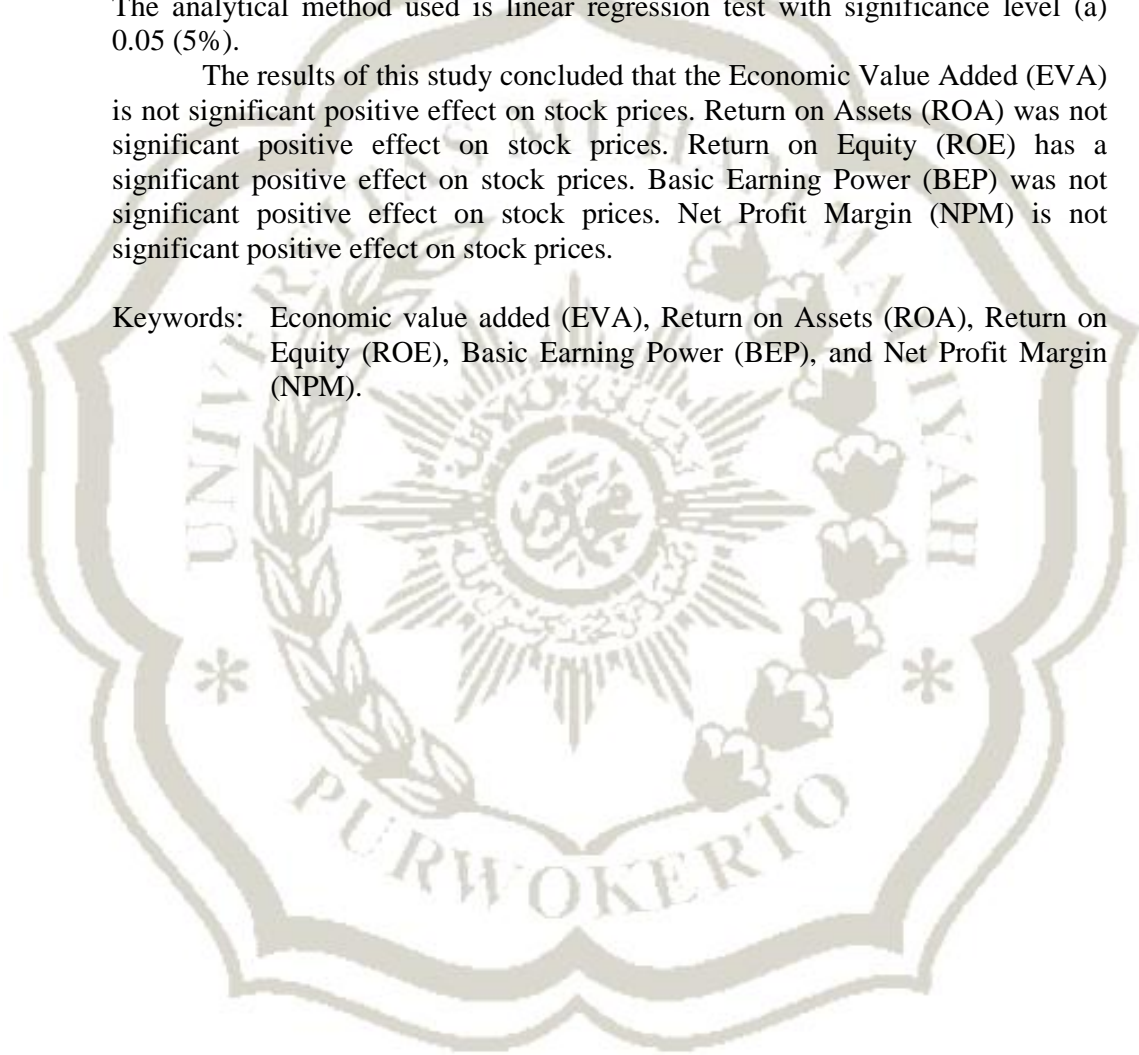 The analytical method used is linear regression test with significance level (a)
0.05 (5%).
The results of this study concluded that the Economic Value Added (EVA)
is not significant positive effect on stock prices. Return on Assets (ROA) was not
significant positive effect on stock prices. Return on Equity (ROE) has a
significant positive effect on stock prices. Basic Earning Power (BEP) was not
significant positive effect on stock prices. Net Profit Margin (NPM) is not
significant positive effect on stock prices.
Keywords: Economic value added (EVA), Return on Assets (ROA), Return on
Equity (ROE), Basic Earning Power (BEP), and Net Profit Margin
(NPM).
UNIVERSITAS MUHAMMADIYAH
PURWOKERTO